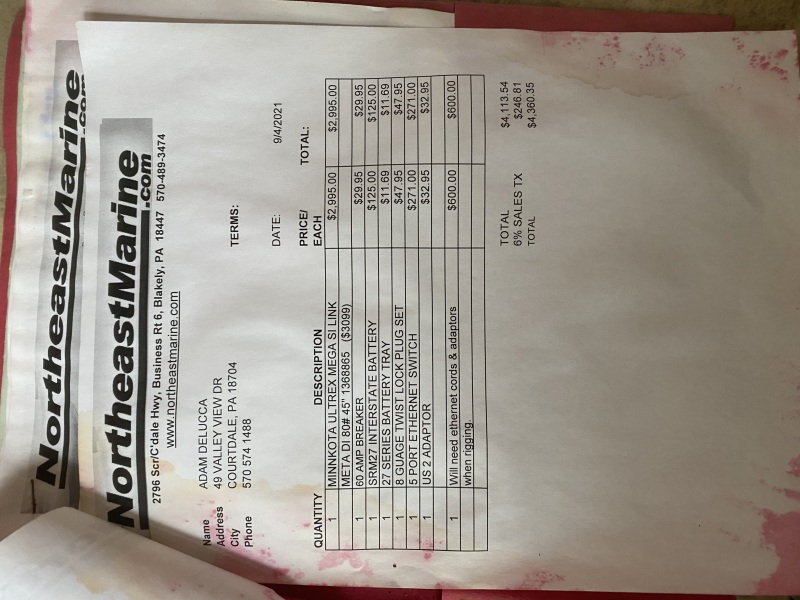 NortheastMarine
.com
NortheastMarine
.com
2796 Scr/C'dale Hwy, Business Rt 6, Blakely, PA 18447 570-489-3474
www.northeastmarine.com
Name ADAM DELUCCA
Address 49 VALLEY VIEW DR
City COURTDALE, PA 18704 TERMS:
Phone 570 574 1488
DATE: 9/4/2021
PRICE/
QUANTITY DESCRIPTION EACH TOTAL:
1 MINNKOTA ULTREX MEGA SI LINK $2,995.00 $2,995.00
META DI 80# 45" 1368865 ($3099)
1 60 AMP BREAKER $29.95 $29.95
1 SRM27 INTERSTATE BATTERY $125.00 $125.00
1 27 SERIES BATTERY TRAY $11.69 $11.69
1 8 GUAGE TWIST LOCK PLUG SET $47.95 $47.95
1 5 PORT ETHERNET SWITCH $271.00 $271.00
1 US 2 ADAPTOR $32.95 $32.95
1 Will need ethernet cords & adaptors $600.00 $600.00
when rigging.
TOTAL $4,113.54
6% SALES TX $246.81
TOTAL $4,360.35